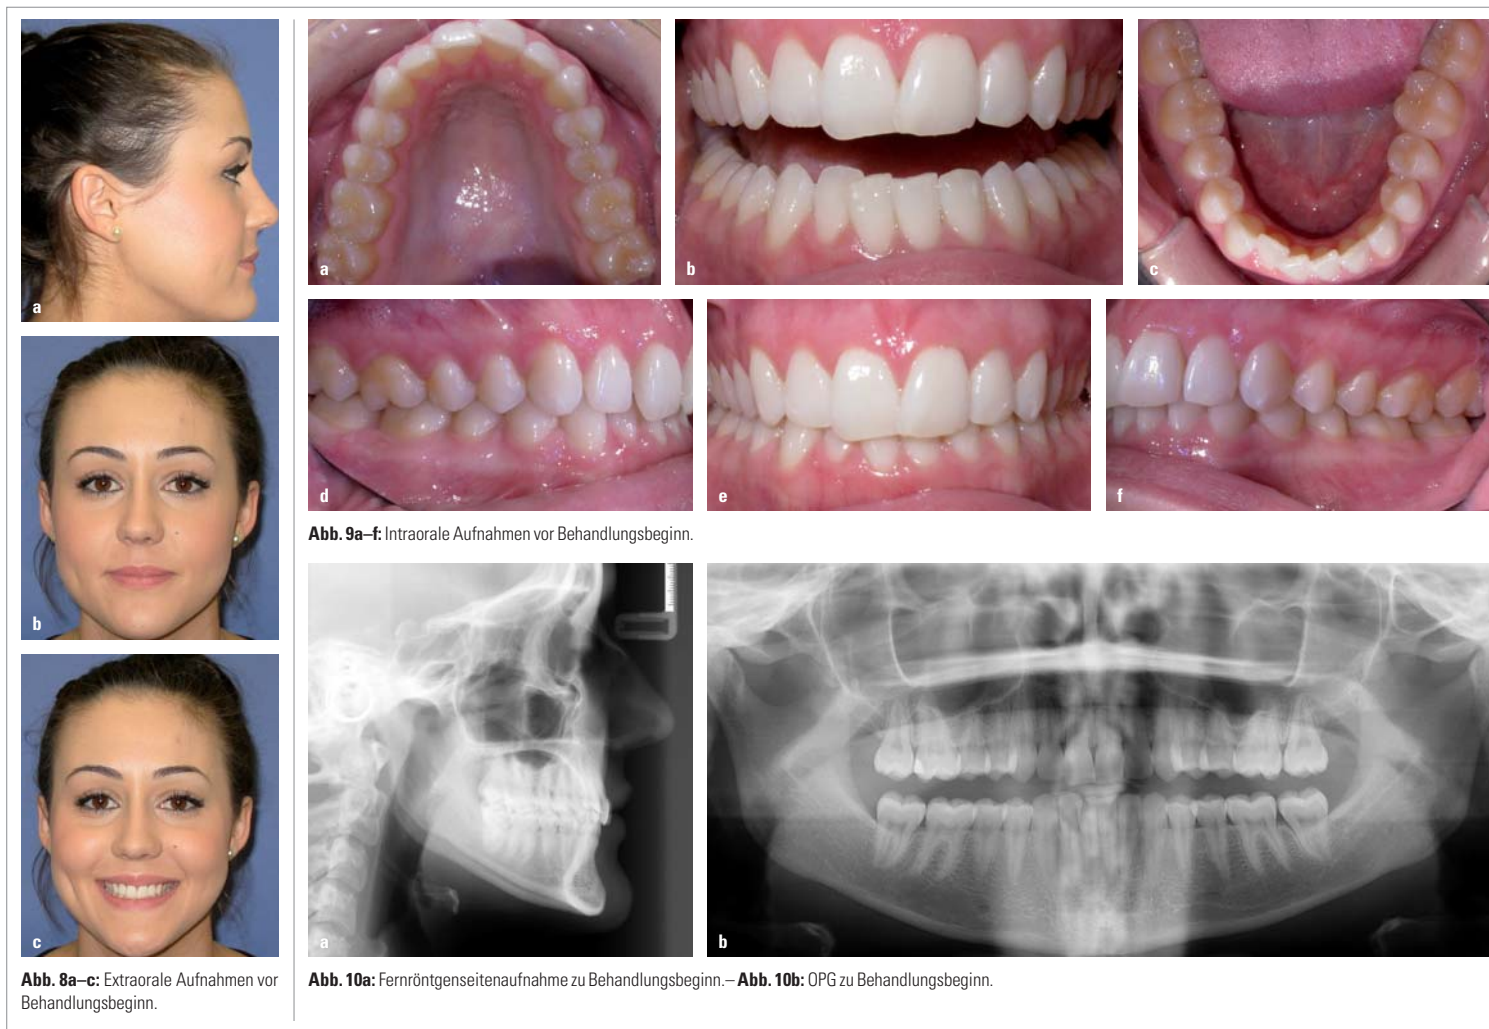 a
b
c
Abb. 8a–c: Extraorale Aufnahmen vor
Behandlungsbeginn.
a
b
c
d
e
f
Abb. 9a–f: Intraorale Aufnahmen vor Behandlungsbeginn.
a
b
Abb. 10a: Fernröntgenseitenaufnahme zu Behandlungsbeginn.– Abb. 10b: OPG zu Behandlungsbeginn.